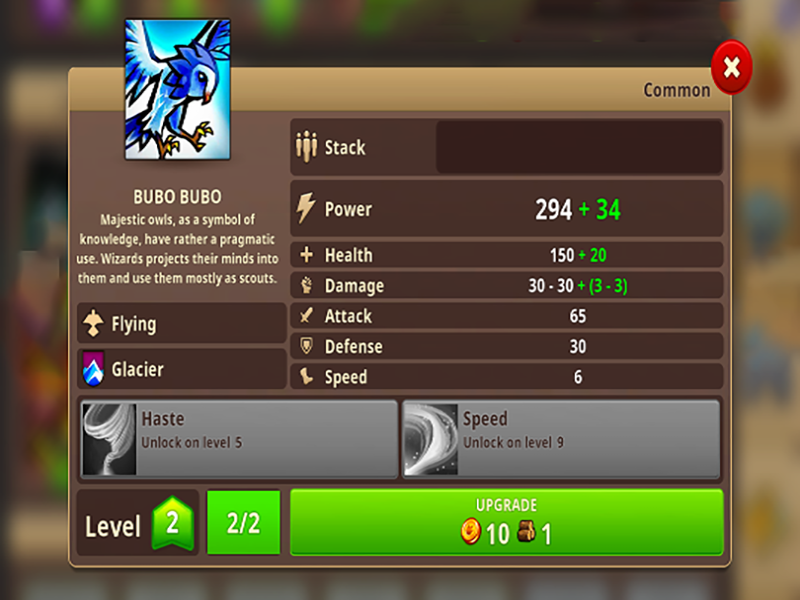 Common
BUBO BUBO
Majestic owls, as a symbol of
knowledge, have rather a pragmatic
use. Wizards projects their minds into
them and use them mostly as scouts.
Flying
Glacier
Stack
Power 294 + 34
Health 150 + 20
Damage 30 - 30 + (3 - 3)
Attack 65
Defense 30
Speed 6
Haste
Unlock on level 5
Speed
Unlock on level 9
Level 2
2/2
UPGRADE
10 1